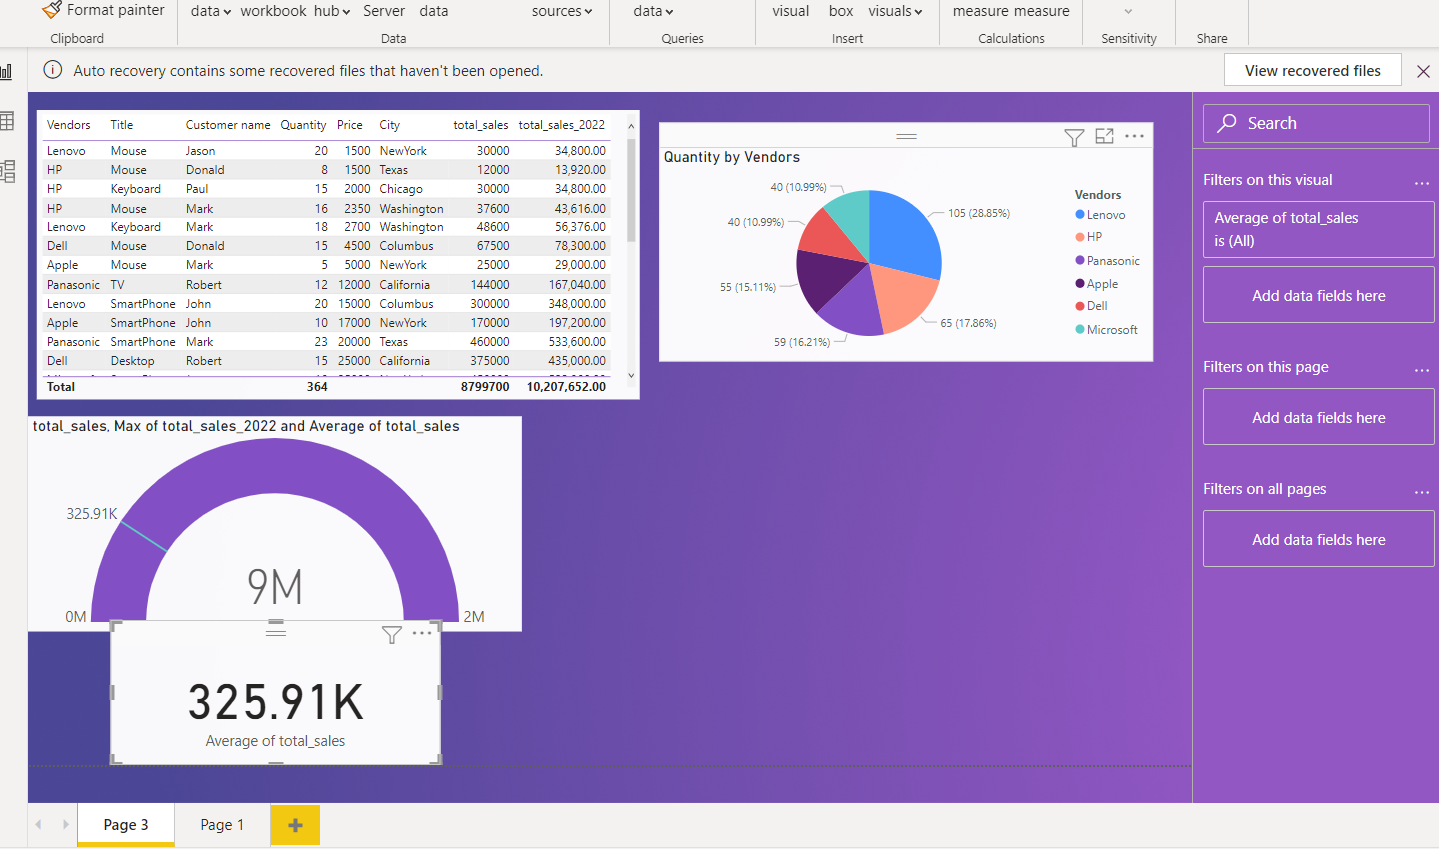 Format painter
data workbook hub Server data
sources
data
visual box visuals
measure measure
Clipboard
Data
Queries
Insert
Calculations
Sensitivity
Share
Auto recovery contains some recovered files that haven't been opened.
View recovered files
Vendors Title Customer name Quantity Price City total_sales total_sales_2022
Lenovo Mouse Jason 20 1500 NewYork 30000 34,800.00
HP Mouse Donald 8 1500 Texas 12000 13,920.00
HP Keyboard Paul 15 2000 Chicago 30000 34,800.00
HP Mouse Mark 16 2350 Washington 37600 43,616.00
Lenovo Keyboard Mark 18 2700 Washington 48600 56,376.00
Dell Mouse Donald 15 4500 Columbus 67500 78,300.00
Apple Mouse Mark 5 5000 NewYork 25000 29,000.00
Panasonic TV Robert 12 12000 California 144000 167,040.00
Lenovo SmartPhone John 20 15000 Columbus 300000 348,000.00
Apple SmartPhone John 10 17000 NewYork 170000 197,200.00
Panasonic SmartPhone Mark 23 20000 Texas 460000 533,600.00
Dell Desktop Robert 15 25000 California 375000 435,000.00
Total 364 8799700 10,207,652.00
Quantity by Vendors
40 (10.99%)
40 (10.99%)
55 (15.11%)
59 (16.21%)
105 (28.85%)
65 (17.86%)
Vendors
Lenovo
HP
Panasonic
Apple
Dell
Microsoft
total_sales, Max of total_sales_2022 and Average of total_sales
325.91K
9M
0M
2M
325.91K
Average of total_sales
Search
Filters on this visual
...
Average of total_sales
is (All)
Add data fields here
Filters on this page
...
Add data fields here
Filters on all pages
...
Add data fields here
Page 3
Page 1